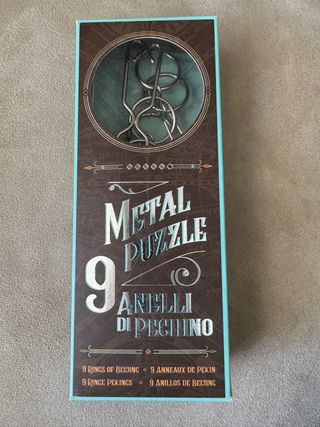 METAL
PUZZLE
9 ANELLI
DI PECHINO
9 RINGS OF BEIJING ◆ 9 ANNEAUX DE PÉKIN
9 RINGE PEKINGS ◆ 9 ANILLOS DE BEIJING